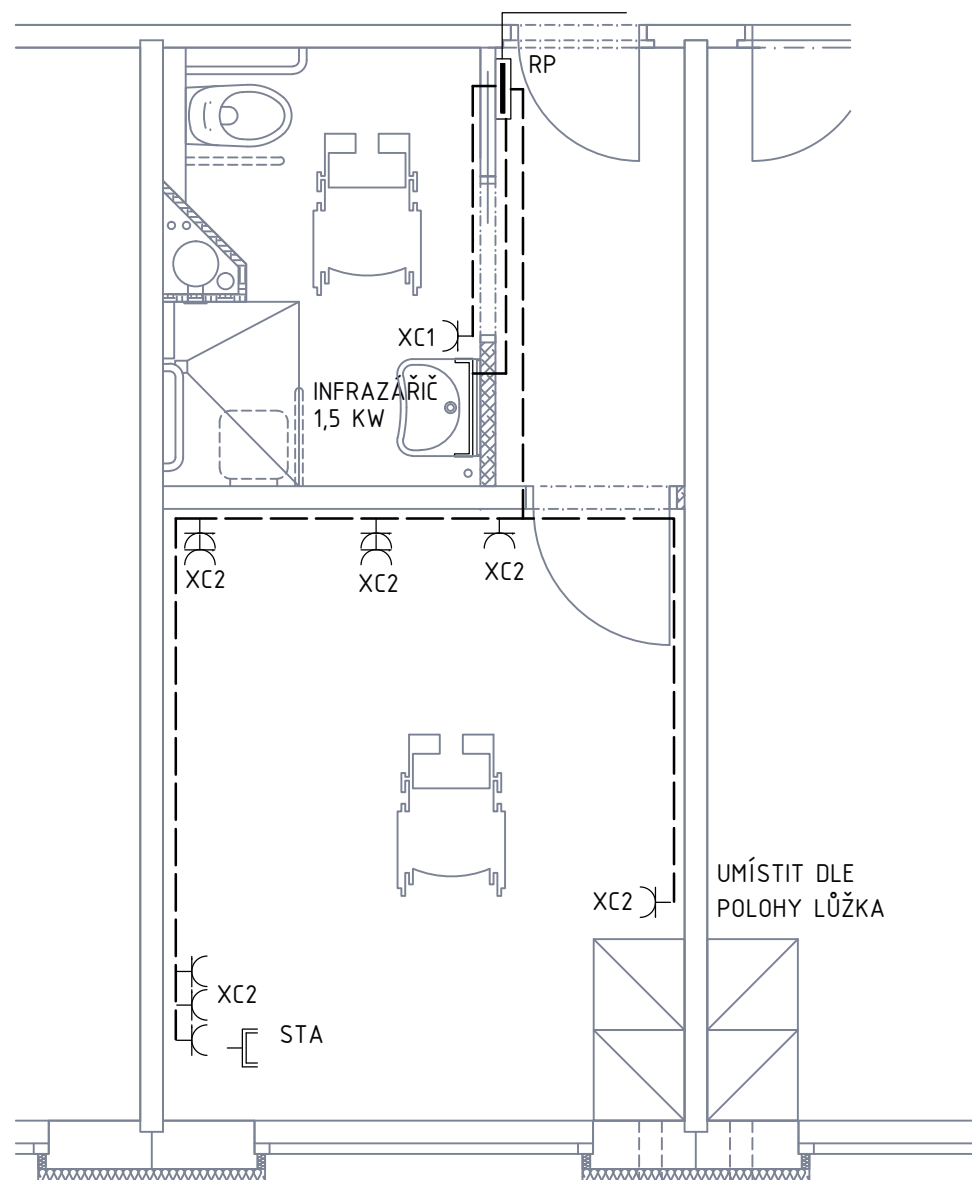 RP
XC1
INFRAZÁŘIČ
1,5 KW
XC2
XC2
XC2
UMÍSTIT DLE
POLOHY LŮŽKA
XC2
XC2
STA